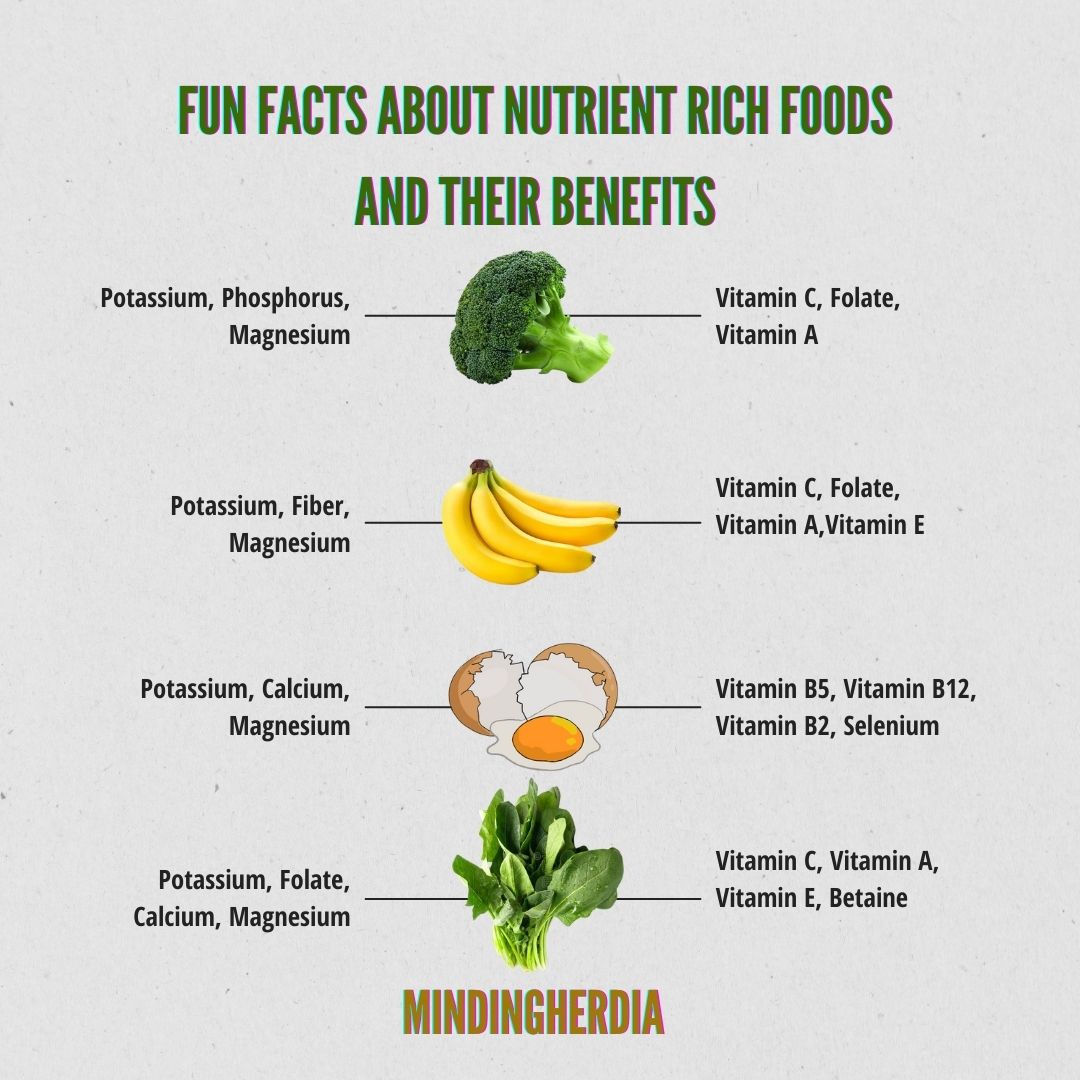 FUN FACTS ABOUT NUTRIENT RICH FOODS
AND THEIR BENEFITS
Potassium, Phosphorus,
Magnesium
Vitamin C, Folate,
Vitamin A
Potassium, Fiber,
Magnesium
Vitamin C, Folate,
Vitamin A,Vitamin E
Potassium, Calcium,
Magnesium
Vitamin B5, Vitamin B12,
Vitamin B2, Selenium
Potassium, Folate,
Calcium, Magnesium
Vitamin C, Vitamin A,
Vitamin E, Betaine
MINDINGHERDIA